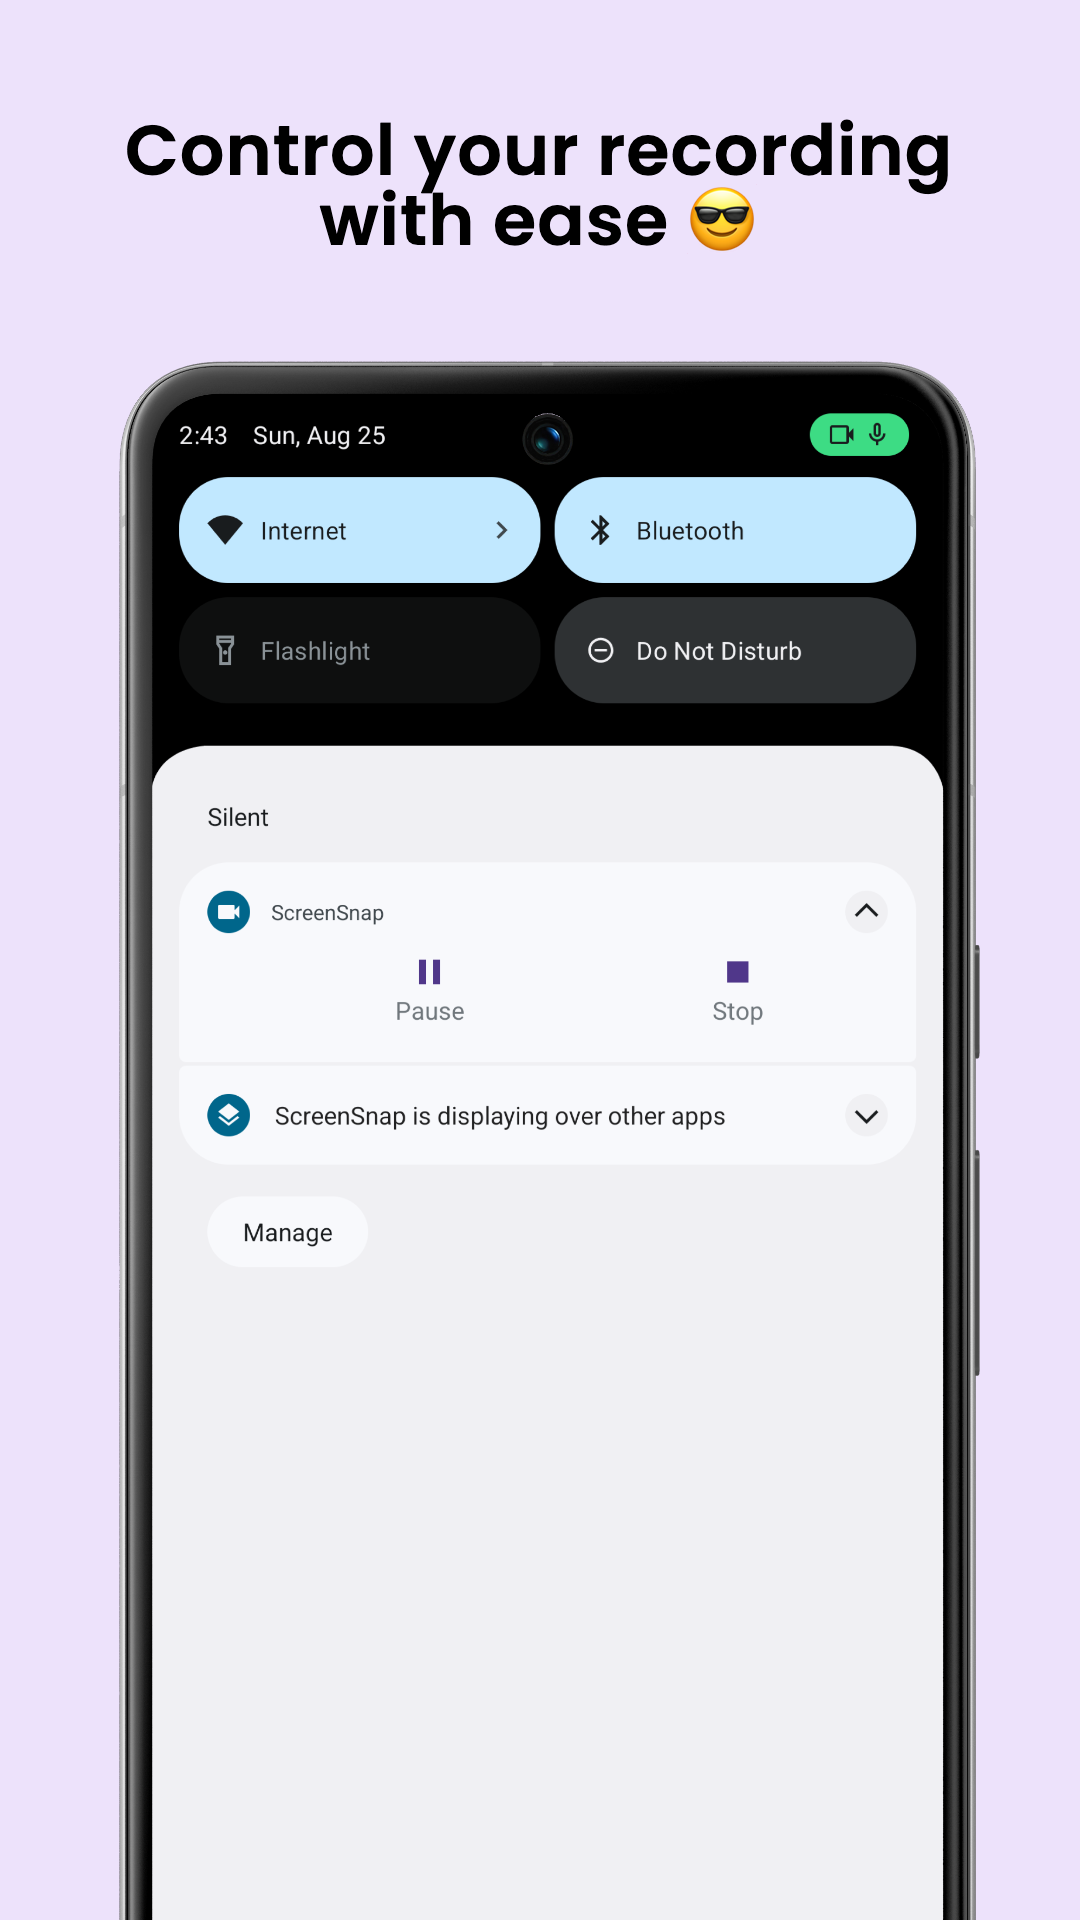 Control your recording
with ease 😎
2:43 Sun, Aug 25
Internet
Bluetooth
Flashlight
Do Not Disturb
Silent
ScreenSnap
Pause
Stop
ScreenSnap is displaying over other apps
Manage